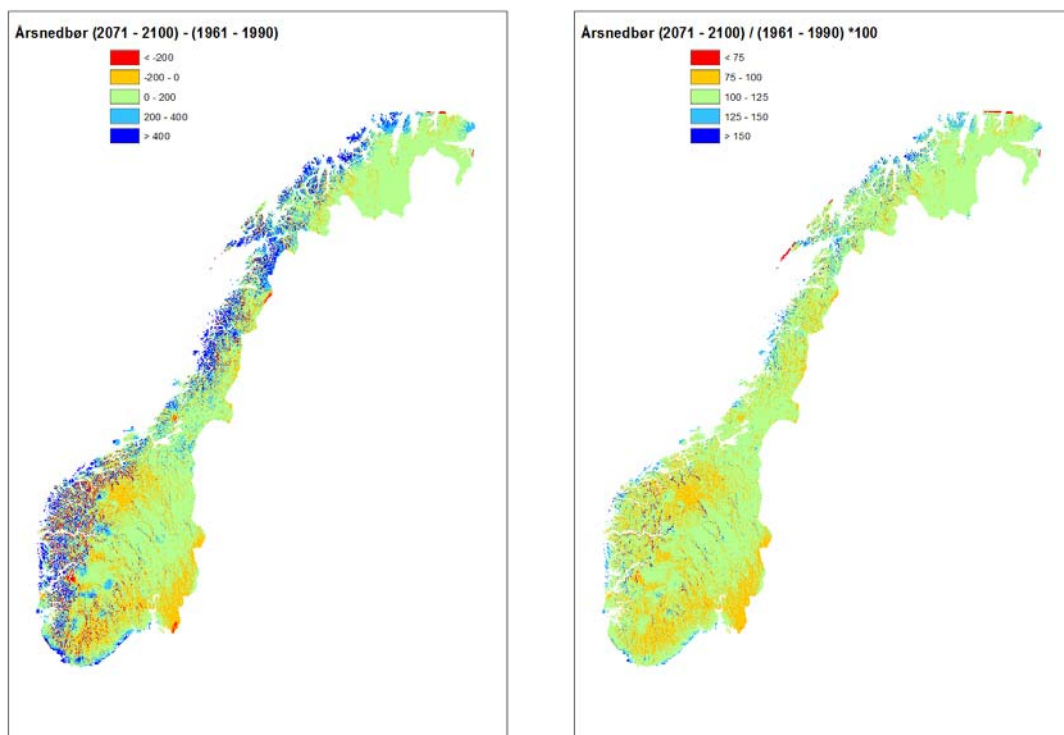 Årsnedbør (2071 - 2100) - (1961 - 1990)
< -200
-200 - 0
0 - 200
200 - 400
> 400
Årsnedbør (2071 - 2100) / (1961 - 1990) *100
< 75
75 - 100
100 - 125
125 - 150
> 150